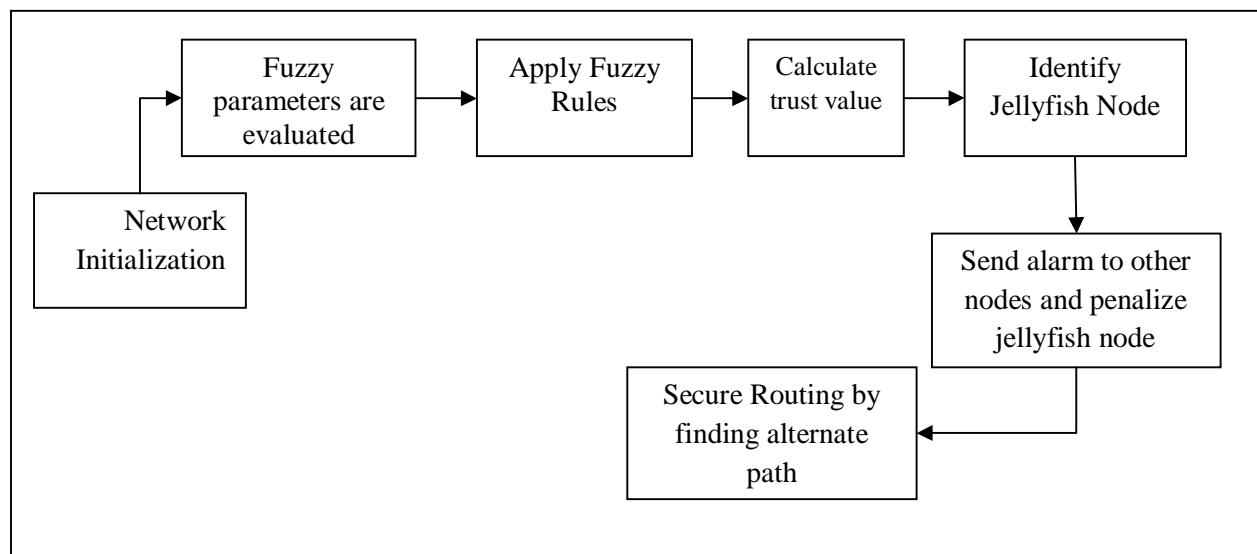 Fuzzy
parameters are
evaluated
Apply Fuzzy
Rules
Calculate
trust value
Identify
Jellyfish Node
Network
Initialization
Send alarm to other
nodes and penalize
jellyfish node
Secure Routing by
finding alternate
path